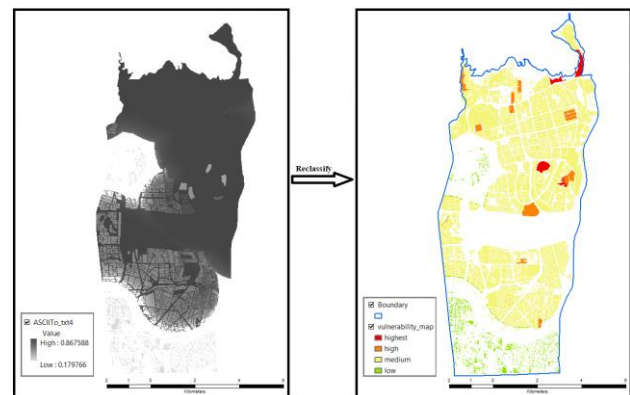 Reclassify
ASCIITo_txt4
Value
High : 0.867588
Low : 0.179766
Kilometers
Boundary
vulnerability_map
highest
high
medium
low
Kilometers